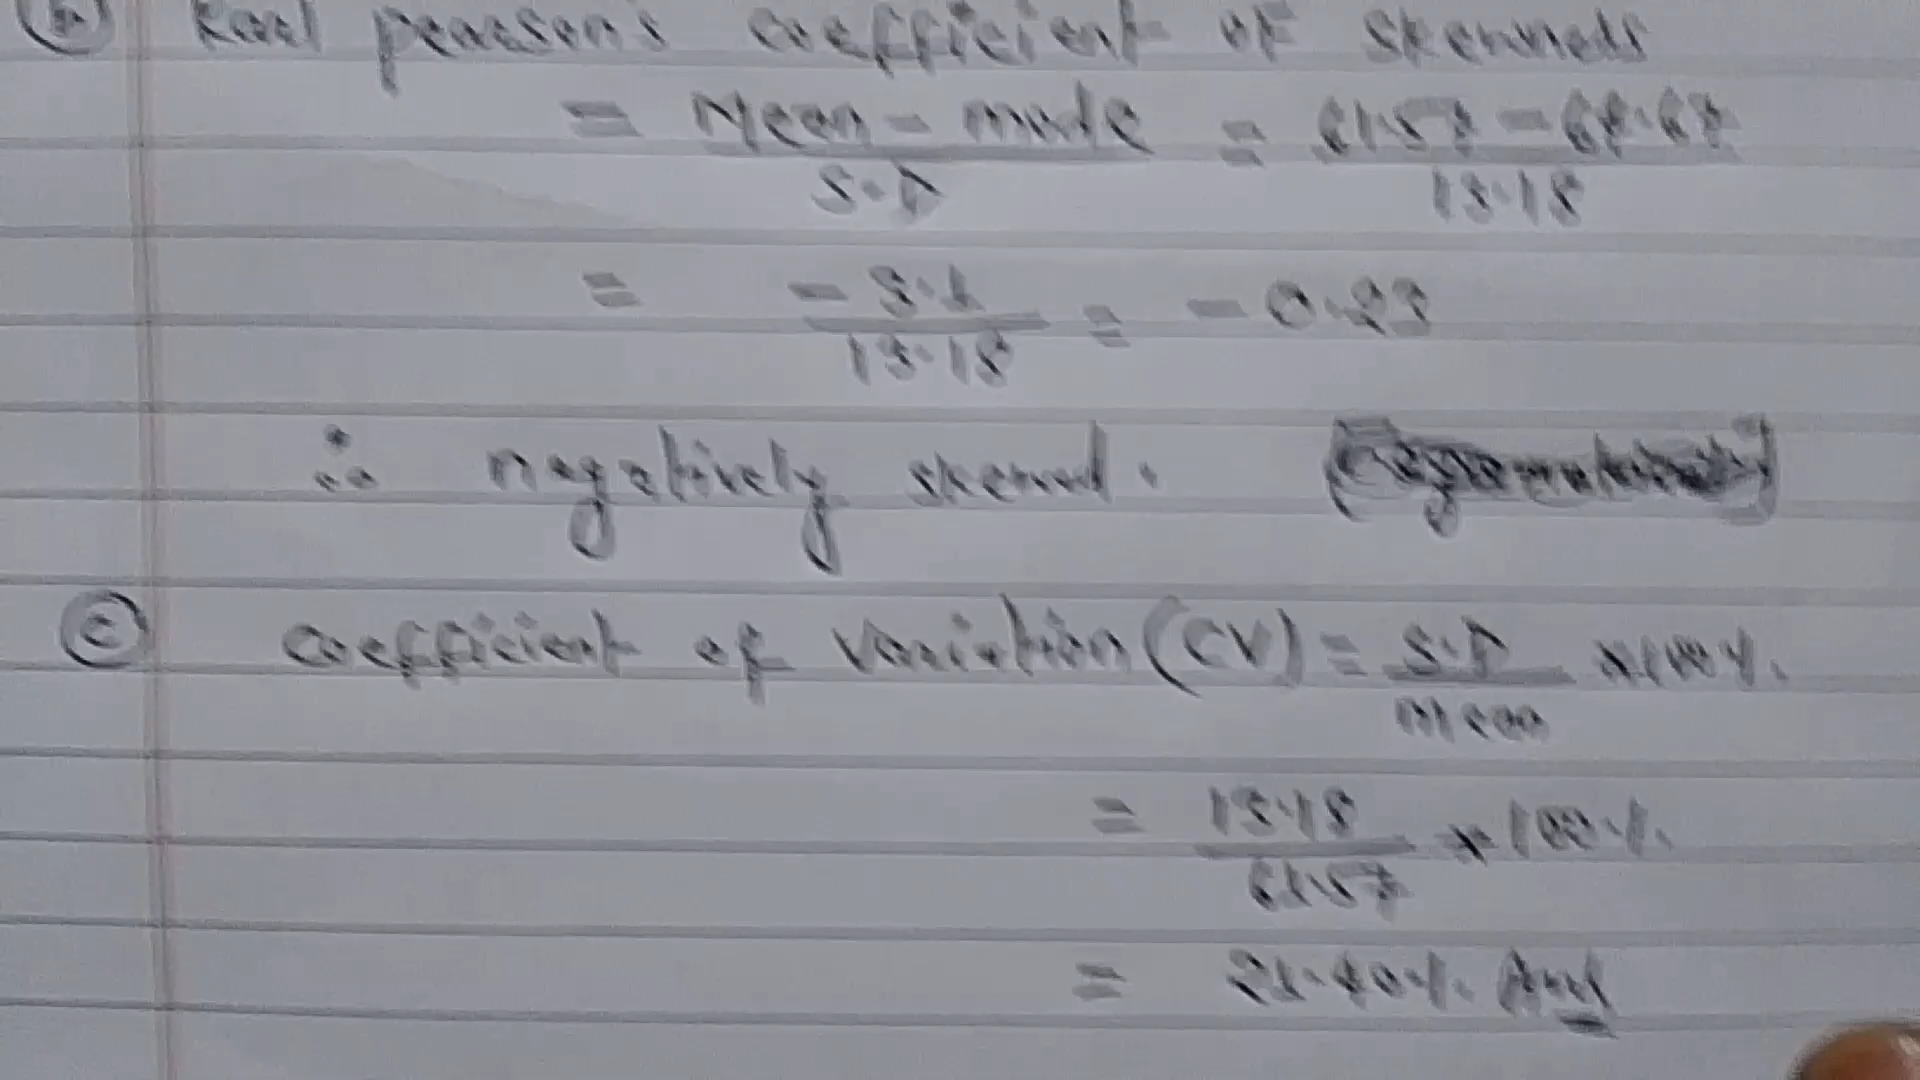 (b) Karl pearson's coefficient of skewness
= Mean - mode / S.D = 61.57 - 64.67 / 13.18
= -3.1 / 13.18 = -0.23
∴ negatively skewed.
(c) coefficient of variation (CV) = S.D / mean × 100%.
= 13.18 / 61.57 × 100%.
= 21.40%. Ans